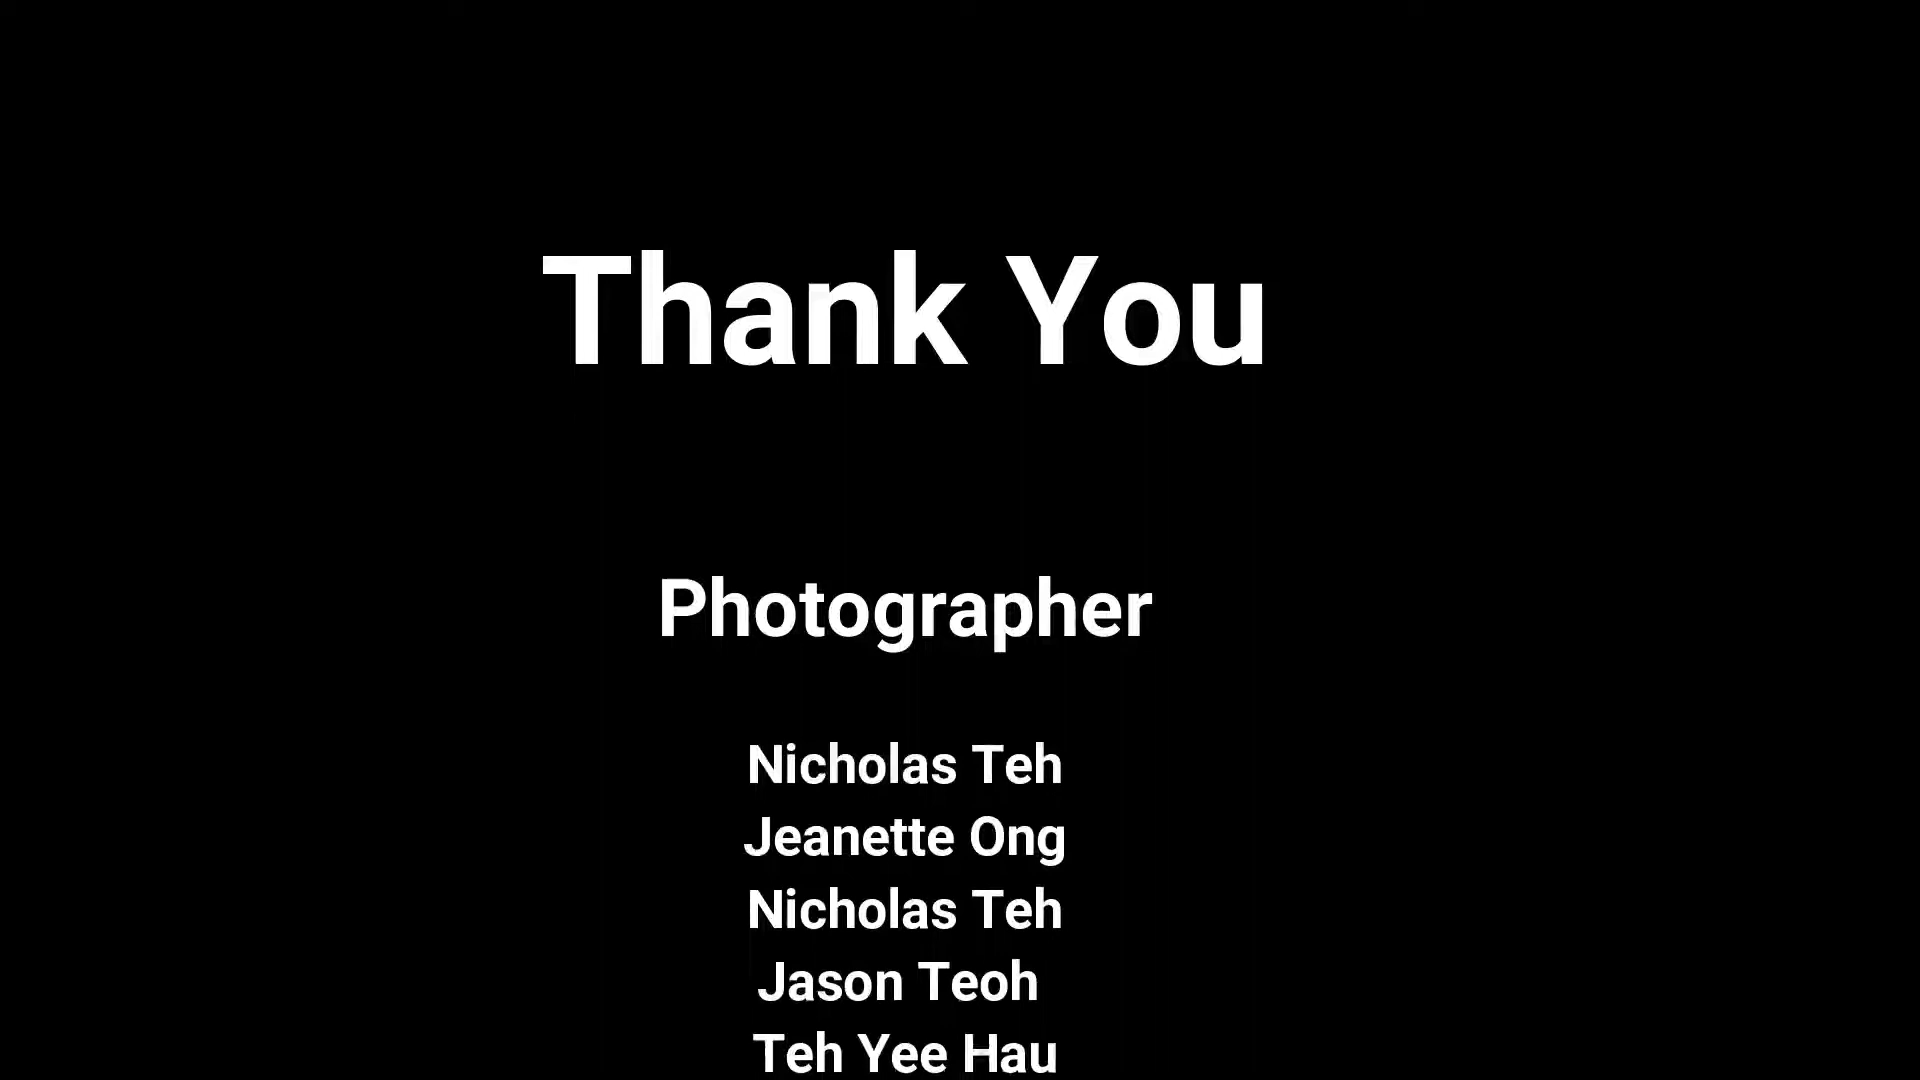 Thank You
Photographer
Nicholas Teh
Jeanette Ong
Nicholas Teh
Jason Teoh
Teh Yee Hau